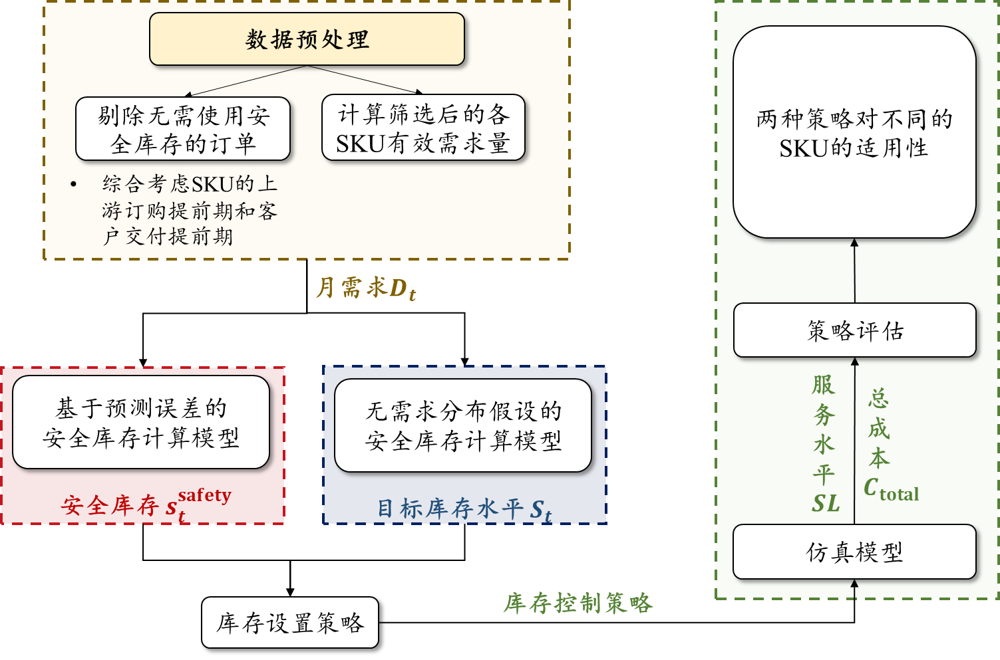 数据预处理
剔除无需使用安
全库存的订单
计算筛选后的各
SKU有效需求量
• 综合考虑SKU的上
游订购提前期和客
户交付提前期
月需求D_t
基于预测误差的
安全库存计算模型
安全库存 s_t^safety
无需求分布假设的
安全库存计算模型
目标库存水平 S_t
库存设置策略
库存控制策略
两种策略对不同的
SKU的适用性
策略评估
服
务
水
平
SL
总
成
本
C_total
仿真模型